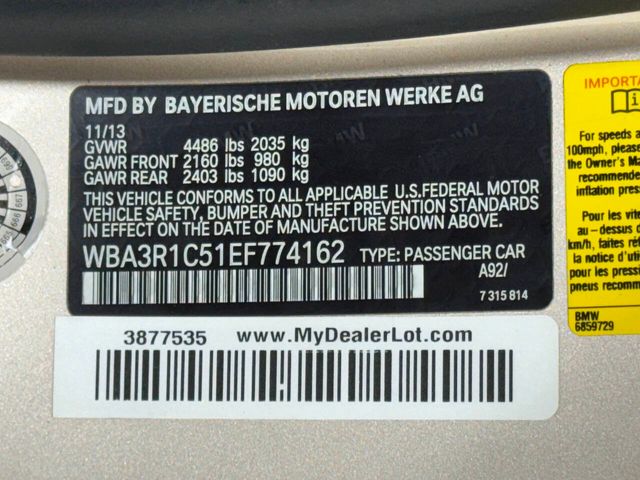 MFD BY BAYERISCHE MOTOREN WERKE AG
11/13
GVWR 4486 lbs 2035 kg
GAWR FRONT 2160 lbs 980 kg
GAWR REAR 2403 lbs 1090 kg
THIS VEHICLE CONFORMS TO ALL APPLICABLE U.S.FEDERAL MOTOR
VEHICLE SAFETY, BUMPER AND THEFT PREVENTION STANDARDS
IN EFFECT ON THE DATE OF MANUFACTURE SHOWN ABOVE.
WBA3R1C51EF774162 TYPE: PASSENGER CAR
A92/
7 315 814
3877535 www.MyDealerLot.com
IMPORTA
For speeds a
100mph, please
the Owner's Ma
recommende
inflation press
Pour les vite
au-dessus de
km/h, faites
la notice d'uti
pour les pressi
pneus recomm
BMW
6859729